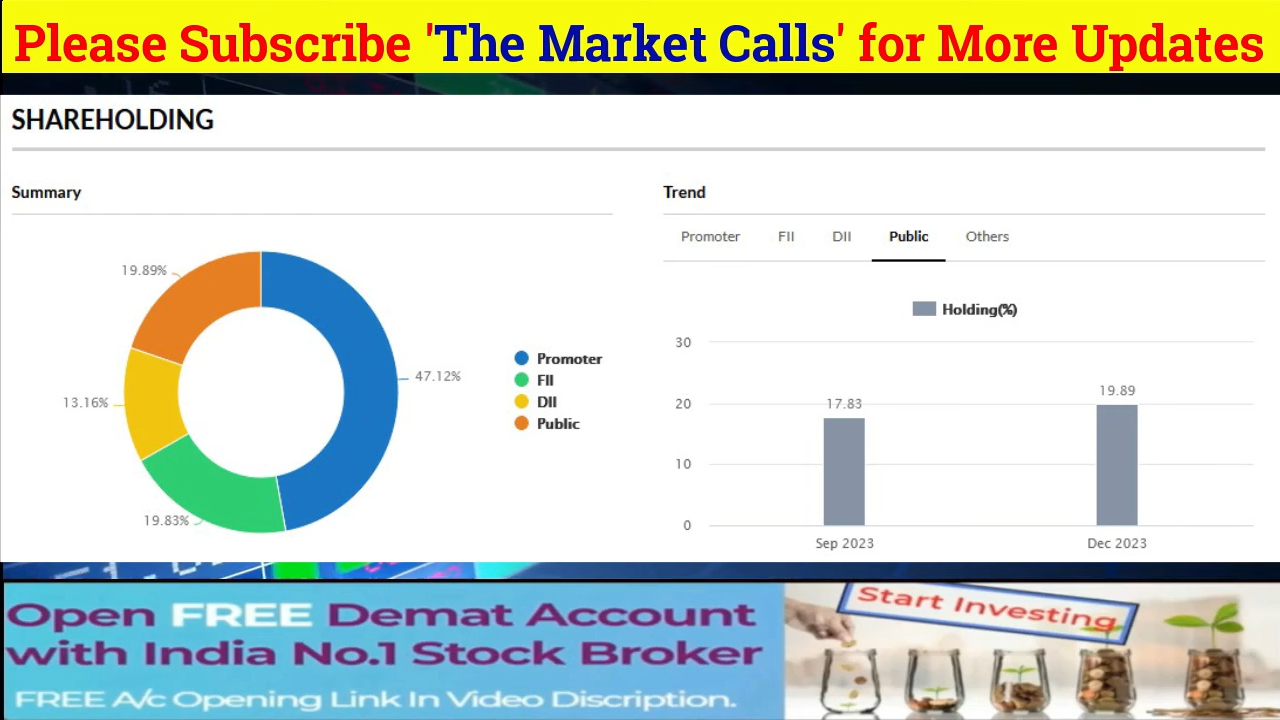 Please Subscribe 'The Market Calls' for More Updates
SHAREHOLDING
Summary
19.89%
47.12%
13.16%
19.83%
Promoter
FII
DII
Public
Trend
Promoter FII DII Public Others
Holding(%)
30
20
10
0
17.83
19.89
Sep 2023
Dec 2023
Open FREE Demat Account
with India No.1 Stock Broker
FREE A/c Opening Link In Video Discription.
Start Investing